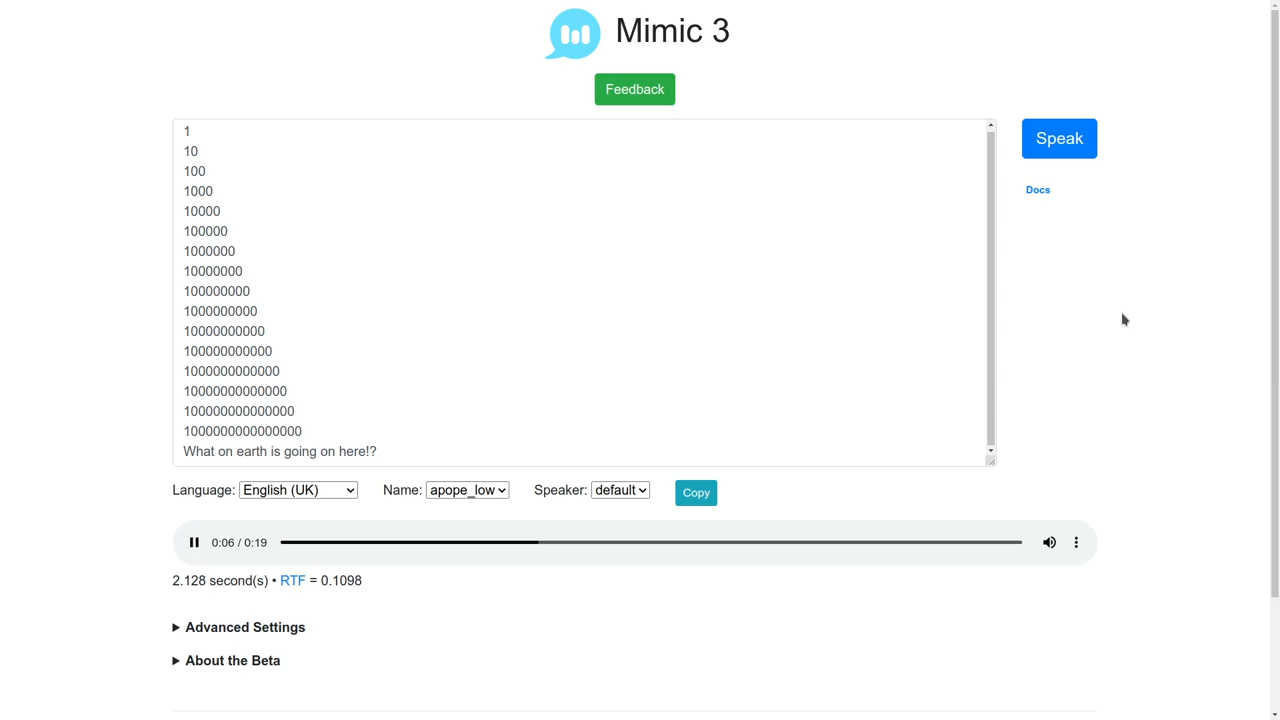 Mimic 3
Feedback
1
10
100
1000
10000
100000
1000000
10000000
100000000
1000000000
10000000000
100000000000
1000000000000
10000000000000
100000000000000
1000000000000000
What on earth is going on here!?
Speak
Docs
Language: English (UK) Name: apope_low Speaker: default Copy
0:06 / 0:19
2.128 second(s) • RTF = 0.1098
Advanced Settings
About the Beta